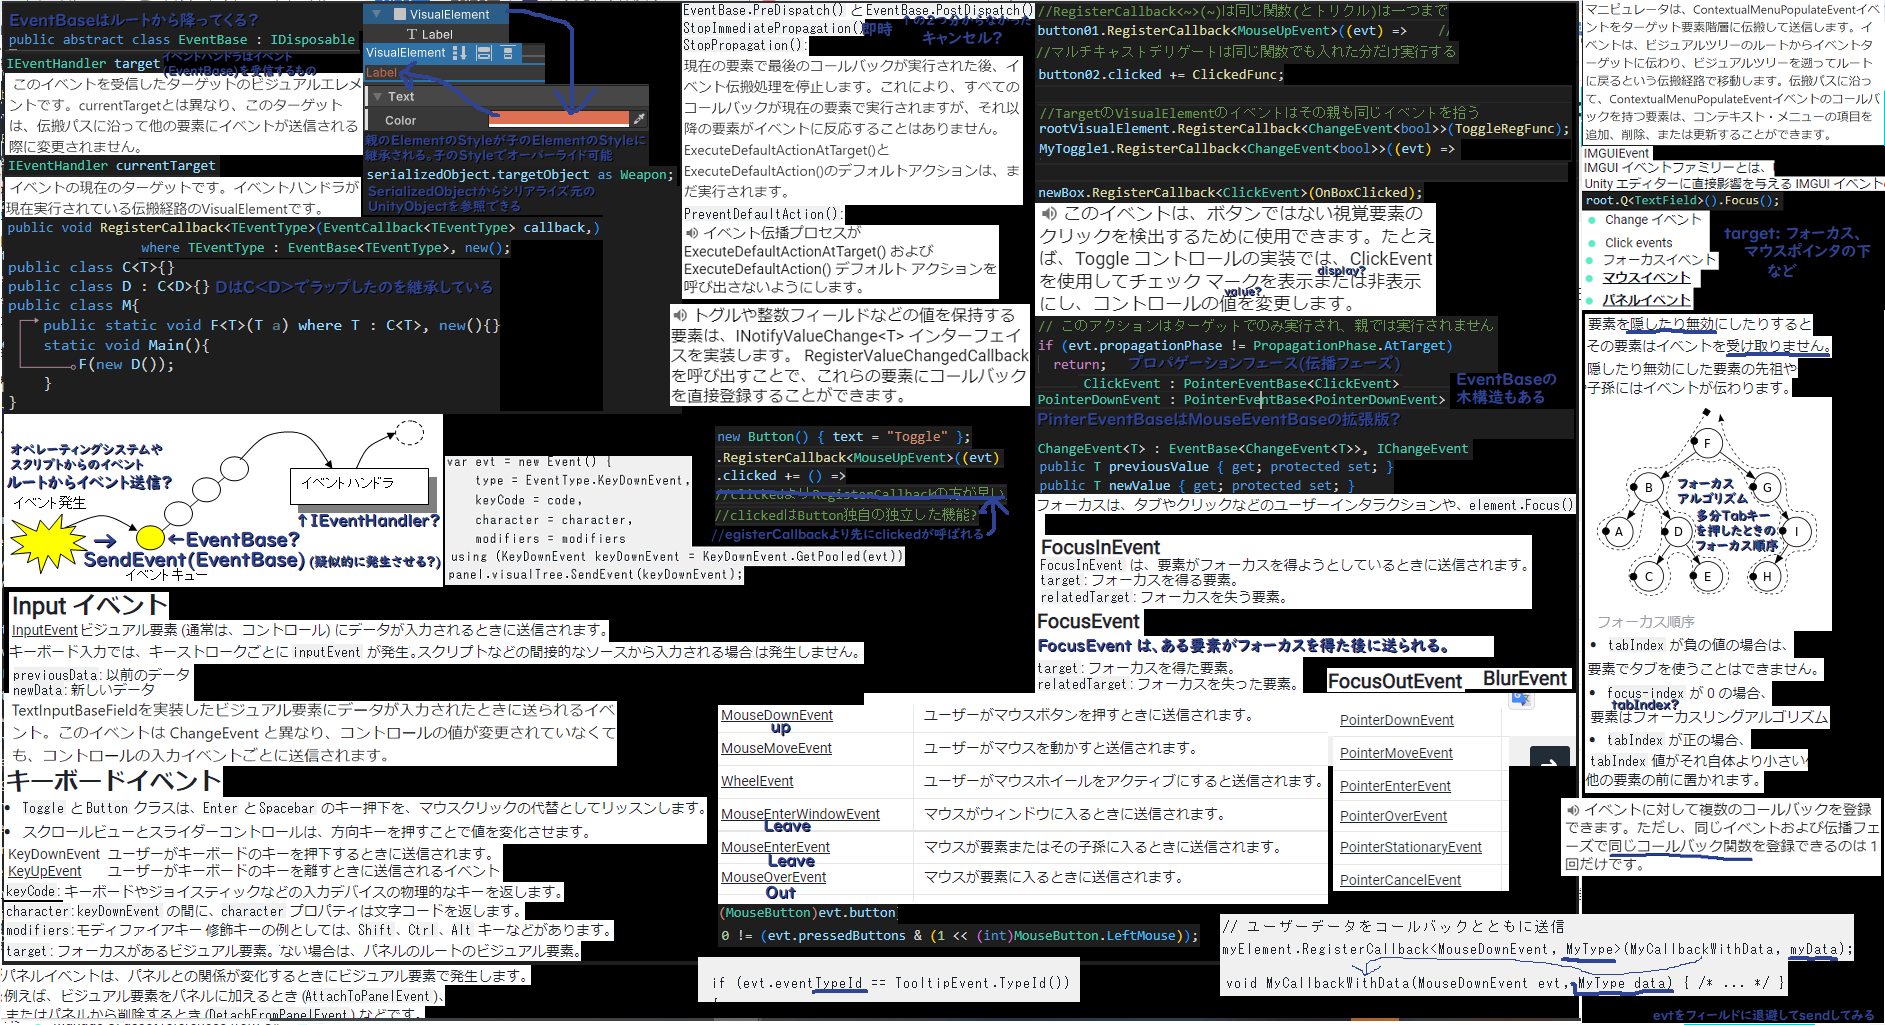 EventBaseはルートから降ってくる?
public abstract class EventBase : IDisposable
IEventHandler target
イベントハンドラはイベント
(EventBase)を受信するもの
このイベントを受信したターゲットのビジュアルエレメ
ントです。currentTargetとは異なり、このターゲット
は、伝搬パスに沿って他の要素にイベントが送信される
際に変更されません。
IEventHandler currentTarget
イベントの現在のターゲットです。イベントハンドラが
現在実行されている伝搬経路のVisualElementです。
VisualElement
Label
VisualElement
Label
Text
Color
親のElementのStyleが子のElementのStyleに
継承される。子のStyleでオーバーライド可能
serializedObject.targetObject as Weapon;
SerializedObjectからシリアライズ元の
UnityObjectを参照できる
public void RegisterCallback<TEventType>(EventCallback<TEventType> callback,)
where TEventType : EventBase<TEventType>, new();
public class C<T>{}
public class D : C<D>{} DはC<D>でラップしたのを継承している
public class M{
public static void F<T>(T a) where T : C<T>, new(){}
static void Main(){
F(new D());
}
}
オペレーティングシステムや
スクリプトからのイベント
ルートからイベント送信?
イベント発生
イベントハンドラ
↑IEventHandler?
→ ←EventBase?
SendEvent(EventBase)(疑似的に発生させる?)
イベントキュー
var evt = new Event() {
type = EventType.KeyDownEvent,
keyCode = code,
character = character,
modifiers = modifiers
using (KeyDownEvent keyDownEvent = KeyDownEvent.GetPooled(evt))
panel.visualTree.SendEvent(keyDownEvent);
Input イベント
InputEventビジュアル要素 (通常は、コントロール) にデータが入力されるときに送信されます。
キーボード入力では、キーストロークごとに inputEvent が発生。スクリプトなどの間接的なソースから入力される場合は発生しません。
previousData: 以前のデータ
newData: 新しいデータ
TextInputBaseFieldを実装したビジュアル要素にデータが入力されたときに送られるイベ
ント。このイベントは ChangeEvent と異なり、コントロールの値が変更されていなくて
も、コントロールの入力イベントごとに送信されます。
キーボードイベント
• Toggle とButton クラスは、Enter とSpacebar のキー押下を、マウスクリックの代替としてリッスンします。
• スクロールビューとスライダーコントロールは、方向キーを押すことで値を変化させます。
KeyDownEvent ユーザーがキーボードのキーを押下するときに送信されます。
KeyUpEvent ユーザーがキーボードのキーを離すときに送信されるイベント
keyCode: キーボードやジョイスティックなどの入力デバイスの物理的なキーを返します。
character: keyDownEvent の間に、character プロパティは文字コードを返します。
modifiers: モディファイアキー 修飾キーの例としては、Shift、Ctrl、Alt キーなどがあります。
target: フォーカスがあるビジュアル要素。ない場合は、パネルのルートのビジュアル要素。
パネルイベントは、パネルとの関係が変化するときにビジュアル要素で発生します。
例えば、ビジュアル要素をパネルに加えるとき (AttachToPanelEvent)、
またはパネルから削除するとき (DetachFromPanelEvent) などです。
EventBase.PreDispatch() とEventBase.PostDispatch()
StopImmediatePropagation() 即時
↑の2つ分からなかった
キャンセル?
StopPropagation():
現在の要素で最後のコールバックが実行された後、イ
ベント伝搬処理を停止します。これにより、すべての
コールバックが現在の要素で実行されますが、それ以
降の要素がイベントに反応することはありません。
ExecuteDefaultActionAtTarget()と
ExecuteDefaultAction()のデフォルトアクションは、ま
だ実行されます。
PreventDefaultAction():
イベント伝播プロセスが
ExecuteDefaultActionAtTarget() および
ExecuteDefaultAction() デフォルト アクションを
呼び出さないようにします。
トグルや整数フィールドなどの値を保持する
要素は、INotifyValueChange<T> インターフェイ
スを実装します。 RegisterValueChangedCallback
を呼び出すことで、これらの要素にコールバック
を直接登録することができます。
new Button() { text = "Toggle" };
.RegisterCallback<MouseUpEvent>((evt)
.clicked += () =>
//clickedよりRegisterCallbackの方が早い
//clickedはButton独自の独立した機能?
//egisterCallbackより先にclickedが呼ばれる
//RegisterCallback<~>(~)は同じ関数(とトリクル)は一つまで
button01.RegisterCallback<MouseUpEvent>((evt) => //
//マルチキャストデリゲートは同じ関数でも入れた分だけ実行する
button02.clicked += ClickedFunc;
//TargetのVisualElementのイベントはその親も同じイベントを拾う
rootVisualElement.RegisterCallback<ChangeEvent<bool>>(ToggleRegFunc);
MyToggle1.RegisterCallback<ChangeEvent<bool>>((evt) =>
newBox.RegisterCallback<ClickEvent>(OnBoxClicked);
このイベントは、ボタンではない視覚要素の
クリックを検出するために使用できます。たとえ
ば、Toggle コントロールの実装では、ClickEvent
display?
を使用してチェック マークを表示または非表示
value?
にし、コントロールの値を変更します。
// このアクションはターゲットでのみ実行され、親では実行されません
if (evt.propagationPhase != PropagationPhase.AtTarget)
return; プロパゲーションフェース(伝播フェーズ)
ClickEvent : PointerEventBase<ClickEvent>
PointerDownEvent : PointerEventBase<PointerDownEvent>
EventBaseの
木構造もある
PinterEventBaseはMouseEventBaseの拡張版?
ChangeEvent<T> : EventBase<ChangeEvent<T>>, IChangeEvent
public T previousValue { get; protected set; }
public T newValue { get; protected set; }
フォーカスは、タブやクリックなどのユーザーインタラクションや、element.Focus()
FocusInEvent
FocusInEvent は、要素がフォーカスを得ようとしているときに送信されます。
target: フォーカスを得る要素。
relatedTarget: フォーカスを失う要素。
FocusEvent
FocusEvent は、ある要素がフォーカスを得た後に送られる。
target: フォーカスを得た要素。
relatedTarget: フォーカスを失った要素。
FocusOutEvent BlurEvent
MouseDownEvent ユーザーがマウスボタンを押すときに送信されます。
up
MouseMoveEvent ユーザーがマウスを動かすと送信されます。
WheelEvent ユーザーがマウスホイールをアクティブにすると送信されます。
MouseEnterWindowEvent マウスがウィンドウに入るときに送信されます。
Leave
MouseEnterEvent マウスが要素またはその子孫に入るときに送信されます。
Leave
MouseOverEvent マウスが要素に入るときに送信されます。
Out
PointerDownEvent
PointerMoveEvent
PointerEnterEvent
PointerOverEvent
PointerStationaryEvent
PointerCancelEvent
(MouseButton)evt.button
0 != (evt.pressedButtons & (1 << (int)MouseButton.LeftMouse));
if (evt.eventTypeId == TooltipEvent.TypeId())
// ユーザーデータをコールバックとともに送信
myElement.RegisterCallback<MouseDownEvent, MyType>(MyCallbackWithData, myData);
void MyCallbackWithData(MouseDownEvent evt, MyType data) { /* ... */ }
evtをフィールドに退避してsendしてみる
マニピュレータは、ContextualMenuPopulateEventイベ
ントをターゲット要素階層に伝搬して送信します。イ
ベントは、ビジュアルツリーのルートからイベントタ
ーゲットに伝わり、ビジュアルツリーを遡ってルート
に戻るという伝搬経路で移動します。伝搬パスに沿っ
て、ContextualMenuPopulateEventイベントのコールバ
ックを持つ要素は、コンテキスト・メニューの項目を
追加、削除、または更新することができます。
IMGUIEvent
IMGUI イベントファミリーとは、
Unity エディターに直接影響を与える IMGUI イベントの
root.Q<TextField>().Focus();
Change イベント
Click events
フォーカスイベント
マウスイベント
パネルイベント
target: フォーカス、
マウスポインタの下
など
要素を隠したり無効にしたりすると
その要素はイベントを受け取りません。
隠したり無効にした要素の先祖や
子孫にはイベントが伝わります。
F
B
G
A
D
I
C
E
H
フォーカス
アルゴリズム
多分Tabキー
を押したときの
フォーカス順序
フォーカス順序
• tabIndex が負の値の場合は、
要素でタブを使うことはできません。
• focus-index が 0 の場合、
tabIndex?
要素はフォーカスリングアルゴリズム
• tabIndex が正の場合、
tabIndex 値がそれ自体より小さい
他の要素の前に置かれます。
イベントに対して複数のコールバックを登録
できます。ただし、同じイベントおよび伝播フェ
ーズで同じコールバック関数を登録できるのは 1
回だけです。